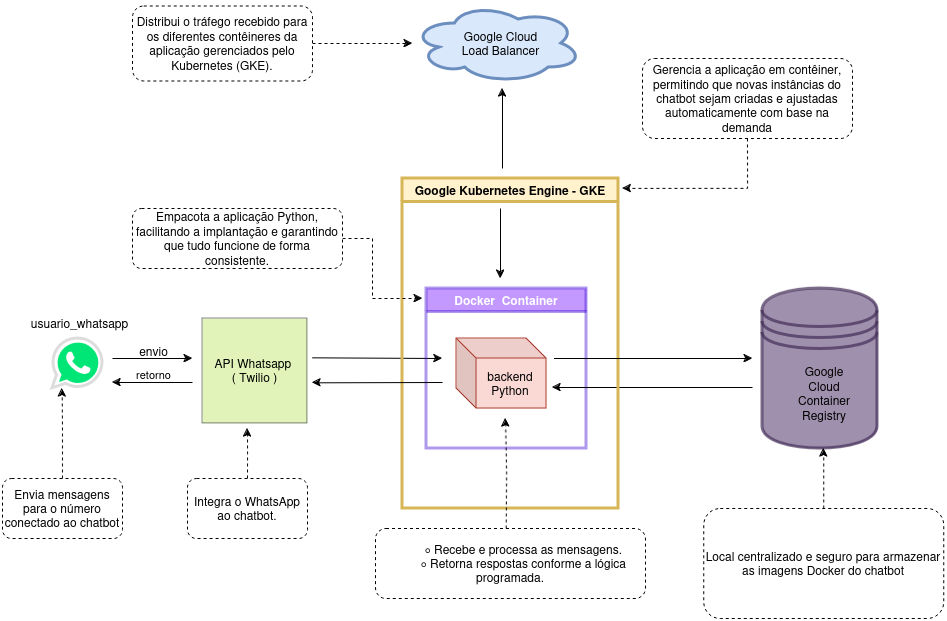 Distribui o tráfego recebido para
os diferentes contêineres da
aplicação gerenciados pelo
Kubernetes (GKE).
Google Cloud
Load Balancer
Gerencia a aplicação em contêiner,
permitindo que novas instâncias do
chatbot sejam criadas e ajustadas
automaticamente com base na
demanda
Google Kubernetes Engine - GKE
Empacota a aplicação Python,
facilitando a implantação e garantindo
que tudo funcione de forma
consistente.
Docker Container
usuario_whatsapp
envio
retorno
API Whatsapp
( Twilio )
backend
Python
Google
Cloud
Container
Registry
Envia mensagens
para o número
conectado ao chatbot
Integra o WhatsApp
ao chatbot.
○ Recebe e processa as mensagens.
○ Retorna respostas conforme a lógica
programada.
Local centralizado e seguro para armazenar
as imagens Docker do chatbot